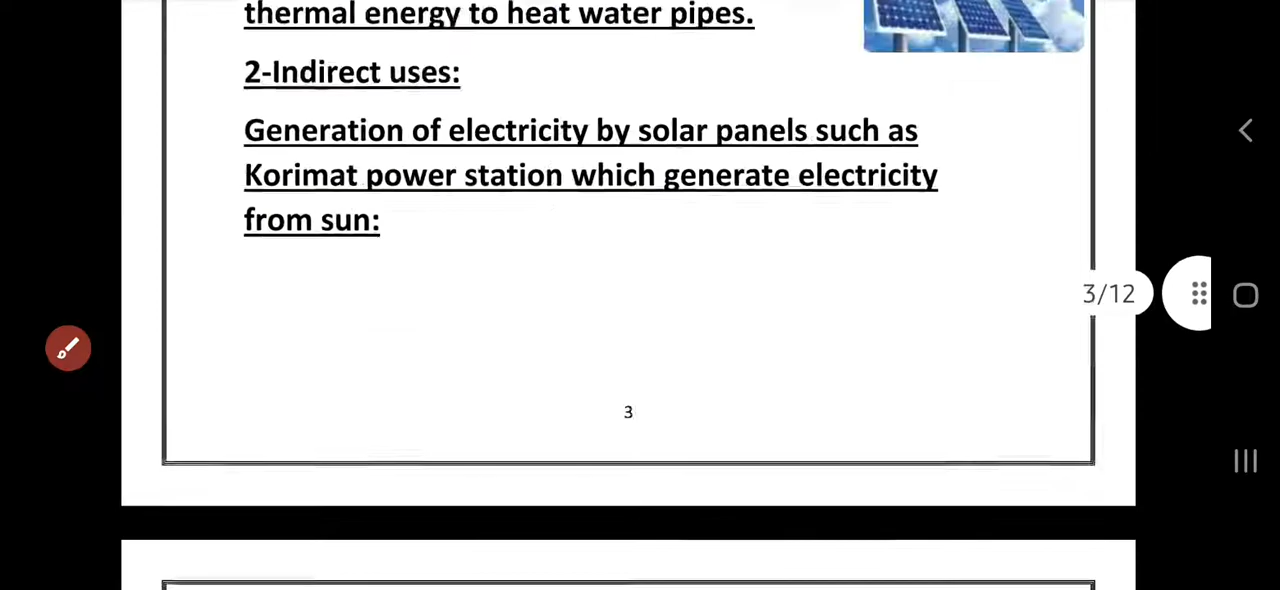 thermal energy to heat water pipes.
2-Indirect uses:
Generation of electricity by solar panels such as
Korimat power station which generate electricity
from sun:
3/12
3